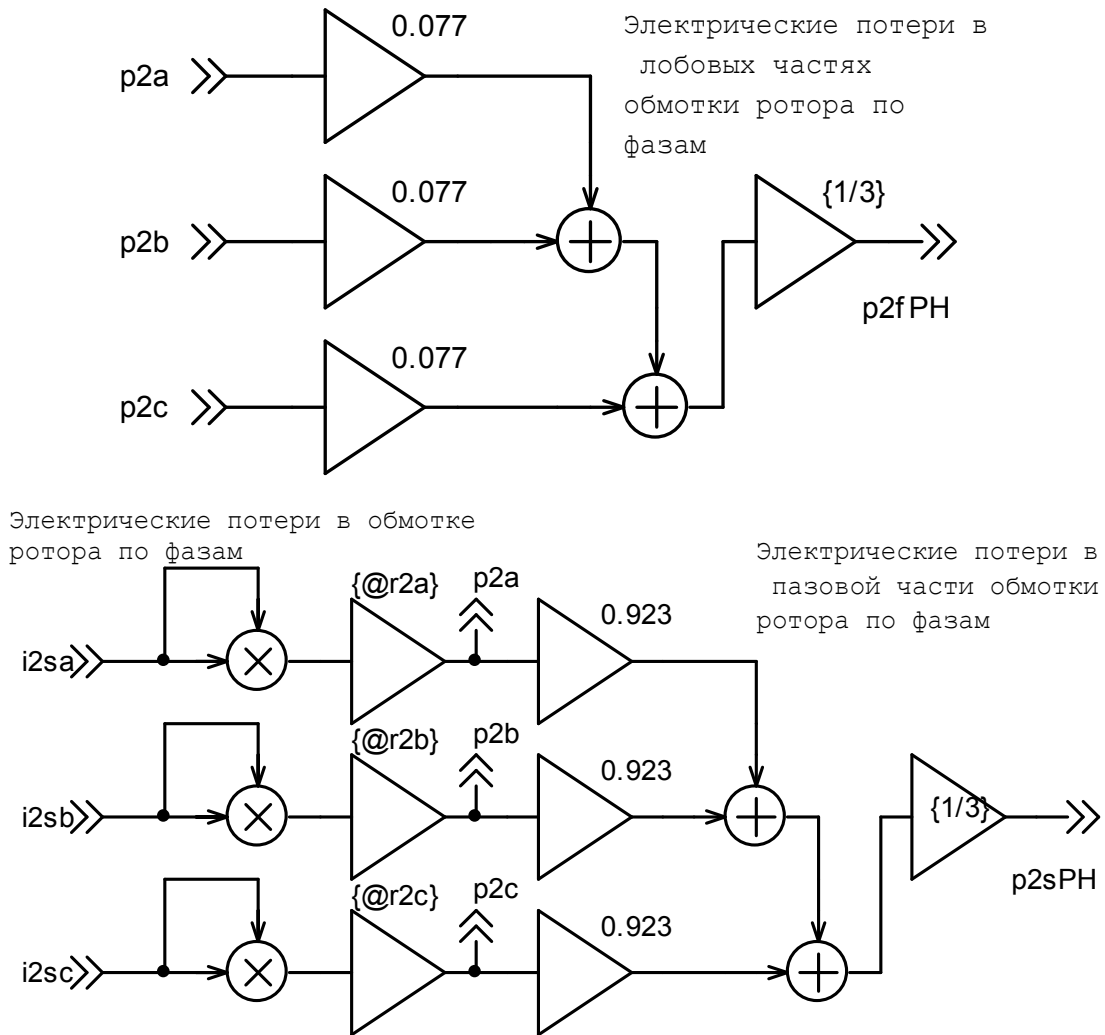 0.077
Электрические потери в
лобовых частях
обмотки ротора по
фазам
p2a
0.077
{1/3}
p2b
p2fPH
0.077
p2c
Электрические потери в обмотке
ротора по фазам
Электрические потери в
пазовой части обмотки
ротора по фазам
{@r2a}
p2a
0.923
i2sa
{@r2b}
p2b
0.923
i2sb
{1/3}
p2sPH
{@r2c}
p2c
0.923
i2sc